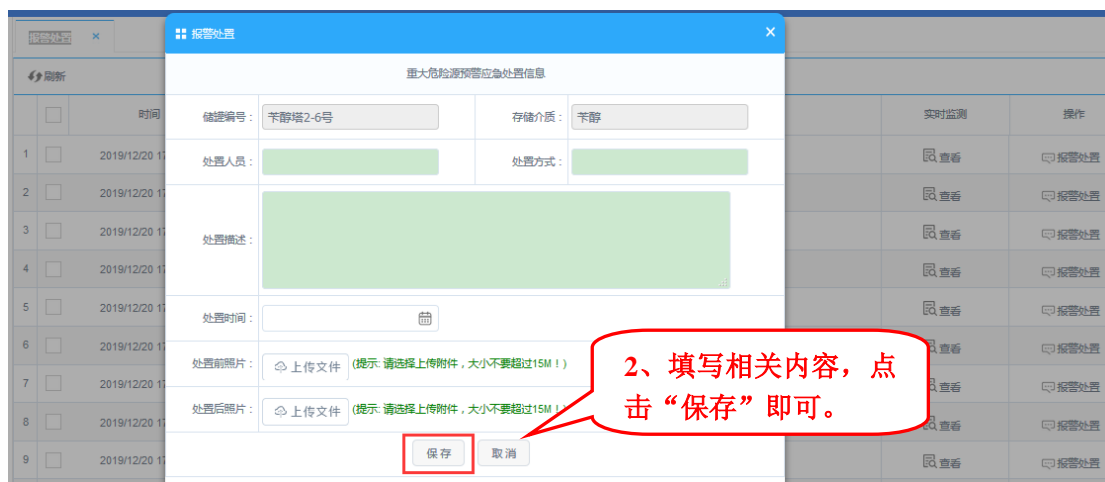 报警处置 ×
报警处置 ×
刷新
重大危险源预警应急处置信息
时间 实时监测 操作
储罐编号： 苄醇塔2-6号 存储介质： 苄醇
1 2019/12/20 17 查看 报警处置
处置人员： 处置方式：
2 2019/12/20 17 查看 报警处置
3 2019/12/20 17 查看 报警处置
处置描述：
4 2019/12/20 17 查看 报警处置
5 2019/12/20 17 查看 报警处置
处置时间：
6 2019/12/20 17 查看 报警处置
处置前照片： 上传文件 (提示: 请选择上传附件，大小不要超过15M！)
7 2019/12/20 17 查看 报警处置
处置后照片： 上传文件 (提示: 请选择上传附件，大小不要超过15M！)
8 2019/12/20 17 查看 报警处置
保存 取消
9 2019/12/20 17 查看 报警处置
2、填写相关内容，点
击“保存”即可。